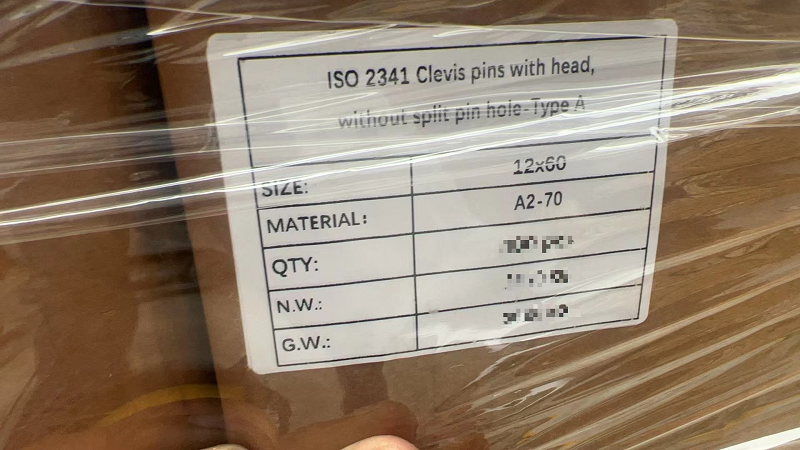 ISO 2341 Clevis pins with head,
without split pin hole-Type A
SIZE: 12x60
MATERIAL: A2-70
QTY:
N.W.:
G.W.: